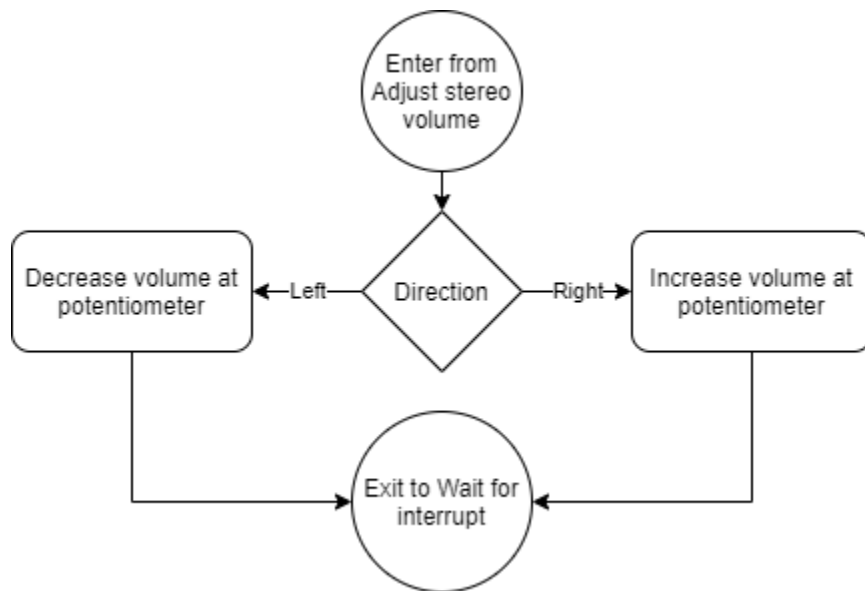 Enter from
Adjust stereo
volume
Decrease volume at
potentiometer
Left
Direction
Right
Increase volume at
potentiometer
Exit to Wait for
interrupt